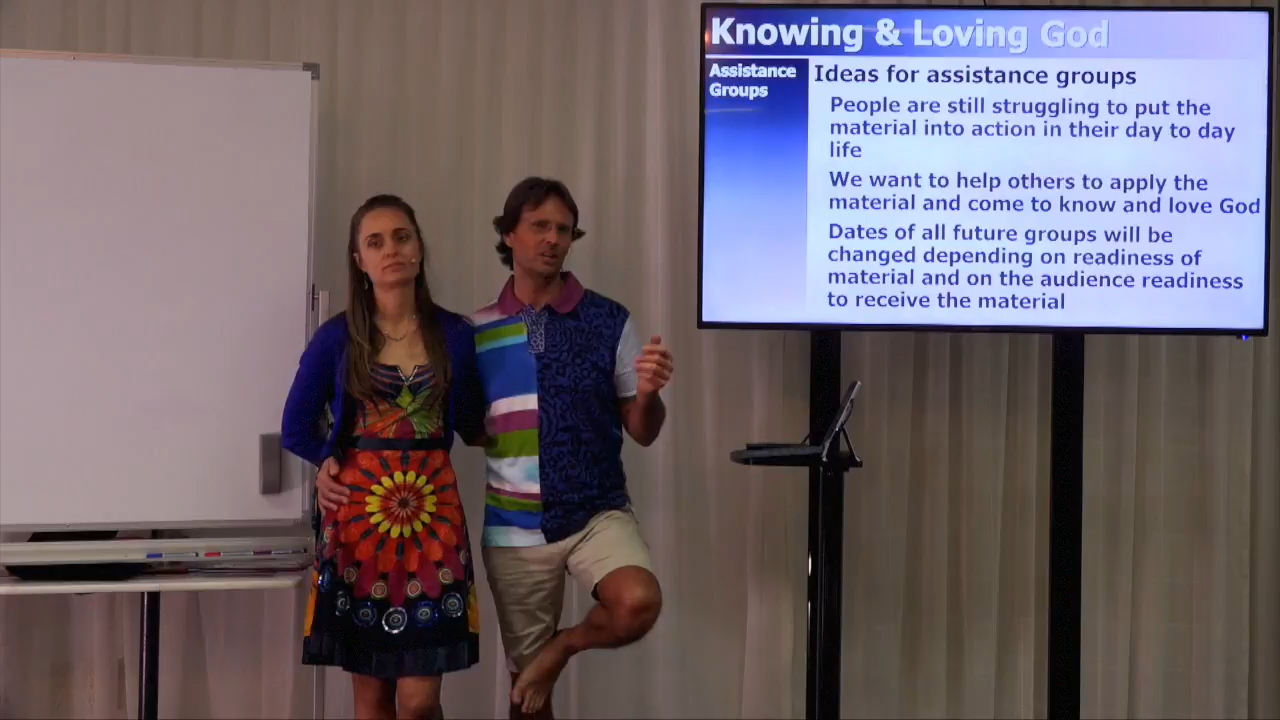 Knowing & Loving God
Assistance
Groups
Ideas for assistance groups
People are still struggling to put the
material into action in their day to day
life
We want to help others to apply the
material and come to know and love God
Dates of all future groups will be
changed depending on readiness of
material and on the audience readiness
to receive the material